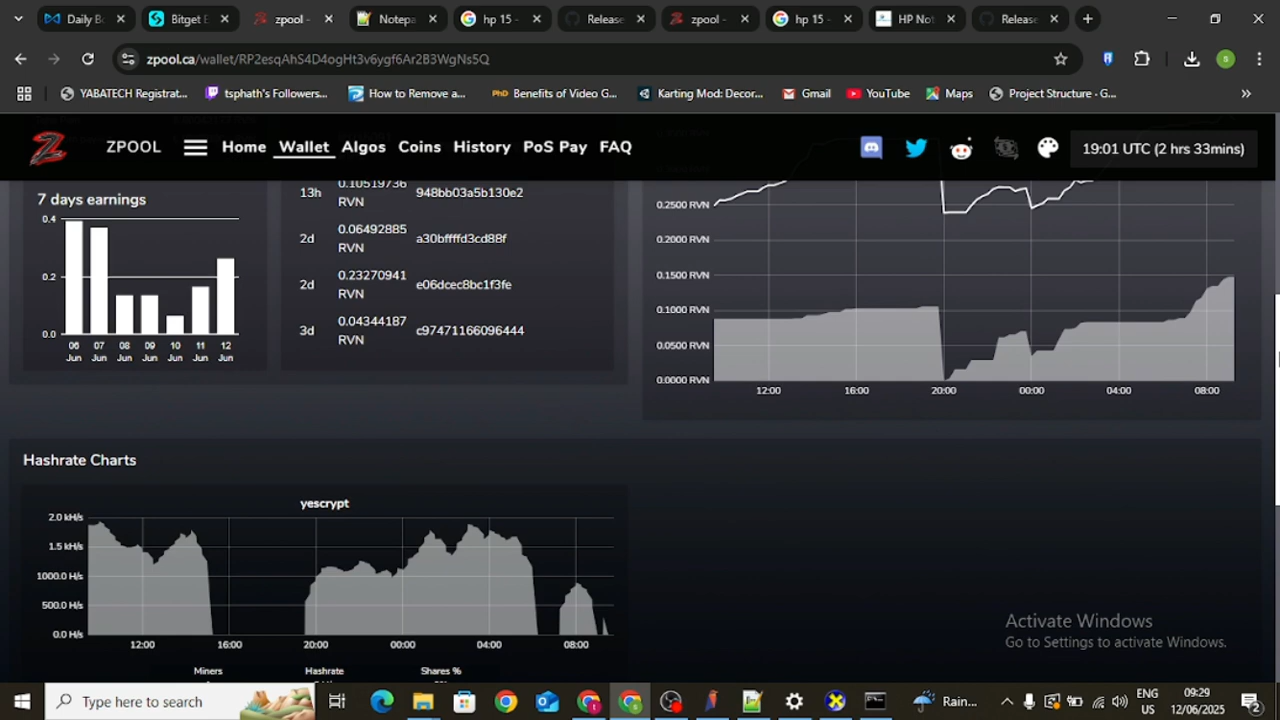 Daily Bo
Bitget E
zpool -
Notepa
hp 15 -
Release
zpool -
hp 15 -
HP Not
Release
zpool.ca/wallet/RP2esqAhS4D4ogHt3v6ygf6Ar2B3WgNs5Q
YABATECH Registrat...
tsphath's Followers...
How to Remove a...
PhD Benefits of Video G...
Karting Mod: Decor...
Gmail
YouTube
Maps
Project Structure - G...
ZPOOL Home Wallet Algos Coins History PoS Pay FAQ
19:01 UTC (2 hrs 33mins)
7 days earnings
0.4
0.2
0.0
06 Jun
07 Jun
08 Jun
09 Jun
10 Jun
11 Jun
12 Jun
13h 0.10519736 RVN 948bb03a5b130e2
2d 0.06492885 RVN a30bffffd3cd88f
2d 0.23270941 RVN e06dcec8bc1f3fe
3d 0.04344187 RVN c97471166096444
0.2500 RVN
0.2000 RVN
0.1500 RVN
0.1000 RVN
0.0500 RVN
0.0000 RVN
12:00 16:00 20:00 00:00 04:00 08:00
Hashrate Charts
yescrypt
2.0 kH/s
1.5 kH/s
1000.0 H/s
500.0 H/s
0.0 H/s
12:00 16:00 20:00 00:00 04:00 08:00
Miners Hashrate Shares %
Activate Windows
Go to Settings to activate Windows.
Type here to search
Rain...
ENG
US
09:29
12/06/2025